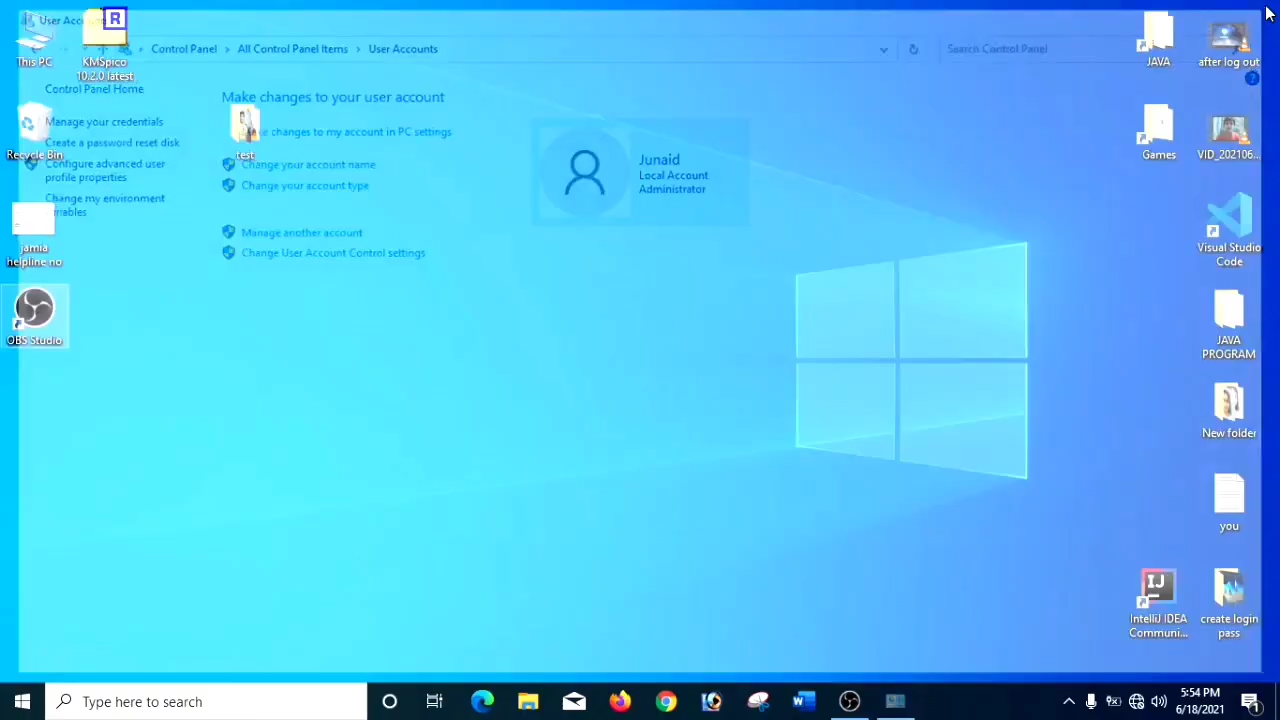 User Acco
Control Panel › All Control Panel Items › User Accounts
Search Control Panel
Control Panel Home
Manage your credentials
Create a password reset disk
Configure advanced user
profile properties
Change my environment
riables
Make changes to your user account
ke changes to my account in PC settings
Change your account name
Change your account type
Manage another account
Change User Account Control settings
Junaid
Local Account
Administrator
This PC
R
KMSpico
10.2.0 latest
Recycle Bin
test
jamia
helpline no
OBS Studio
JAVA
after log out
Games
VID_202106...
Visual Studio
Code
JAVA
PROGRAM
New folder
you
IJ
IntelliJ IDEA
Communi...
create login
pass
Type here to search
5:54 PM
6/18/2021
1